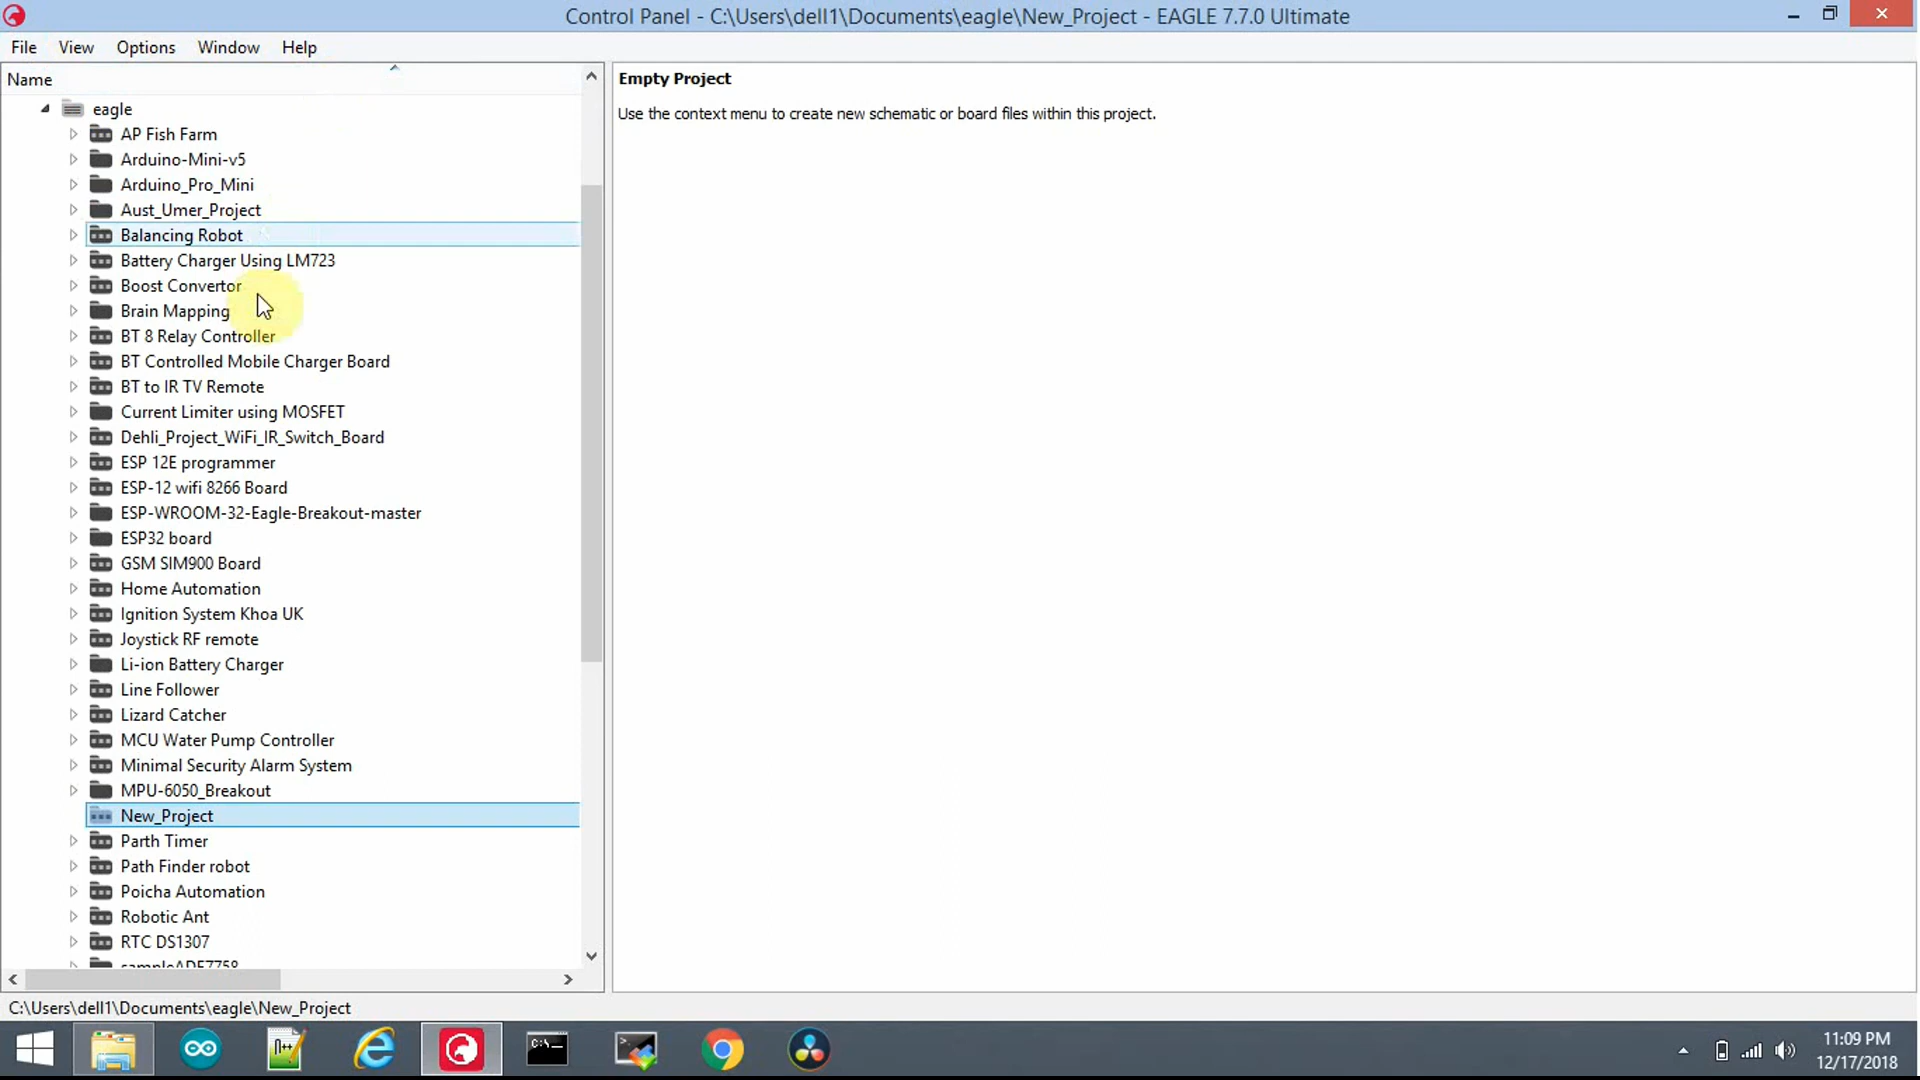 Control Panel - C:\Users\dell1\Documents\eagle\New_Project - EAGLE 7.7.0 Ultimate
File View Options Window Help
Name
eagle
AP Fish Farm
Arduino-Mini-v5
Arduino_Pro_Mini
Aust_Umer_Project
Balancing Robot
Battery Charger Using LM723
Boost Convertor
Brain Mapping
BT 8 Relay Controller
BT Controlled Mobile Charger Board
BT to IR TV Remote
Current Limiter using MOSFET
Dehli_Project_WiFi_IR_Switch_Board
ESP 12E programmer
ESP-12 wifi 8266 Board
ESP-WROOM-32-Eagle-Breakout-master
ESP32 board
GSM SIM900 Board
Home Automation
Ignition System Khoa UK
Joystick RF remote
Li-ion Battery Charger
Line Follower
Lizard Catcher
MCU Water Pump Controller
Minimal Security Alarm System
MPU-6050_Breakout
New_Project
Parth Timer
Path Finder robot
Poicha Automation
Robotic Ant
RTC DS1307
sampleADE7758
Empty Project
Use the context menu to create new schematic or board files within this project.
C:\Users\dell1\Documents\eagle\New_Project
11:09 PM
12/17/2018